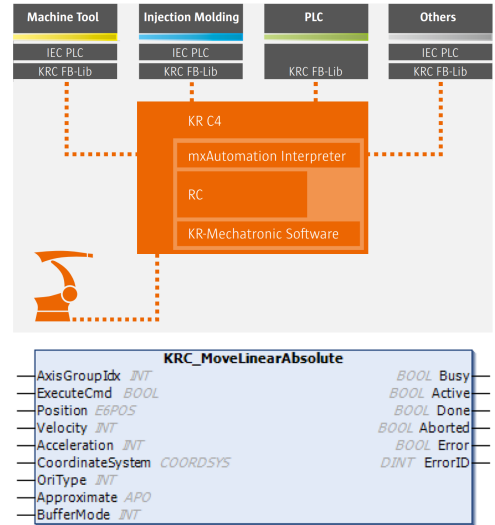 Machine Tool Injection Molding PLC Others
IEC PLC IEC PLC IEC PLC
KRC FB-Lib KRC FB-Lib KRC FB-Lib KRC FB-Lib
KR C4
mxAutomation Interpreter
RC
KR-Mechatronic Software
KRC_MoveLinearAbsolute
AxisGroupIdx INT BOOL Busy
ExecuteCmd BOOL BOOL Active
Position E6POS BOOL Done
Velocity INT BOOL Aborted
Acceleration INT BOOL Error
CoordinateSystem COORDSYS DINT ErrorID
OriType INT
Approximate APO
BufferMode INT